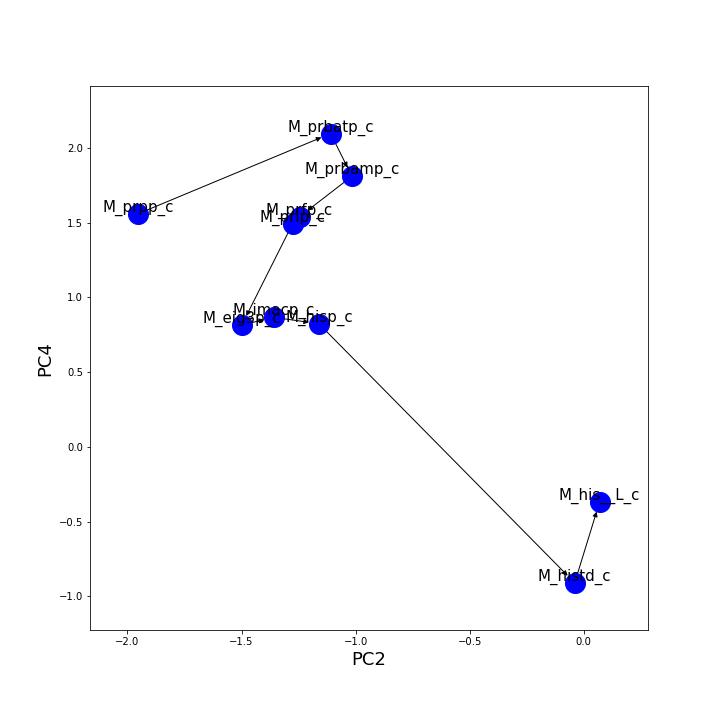 M_prbatp_c
M_prbamp_c
M_prpp_c
M_prfp_c
M_prlp_c
M_imacp_c
M_eig3p_c
M_hisp_c
M_his__L_c
M_histd_c
2.0
1.5
1.0
0.5
0.0
−0.5
−1.0
PC4
−2.0
−1.5
−1.0
−0.5
0.0
PC2